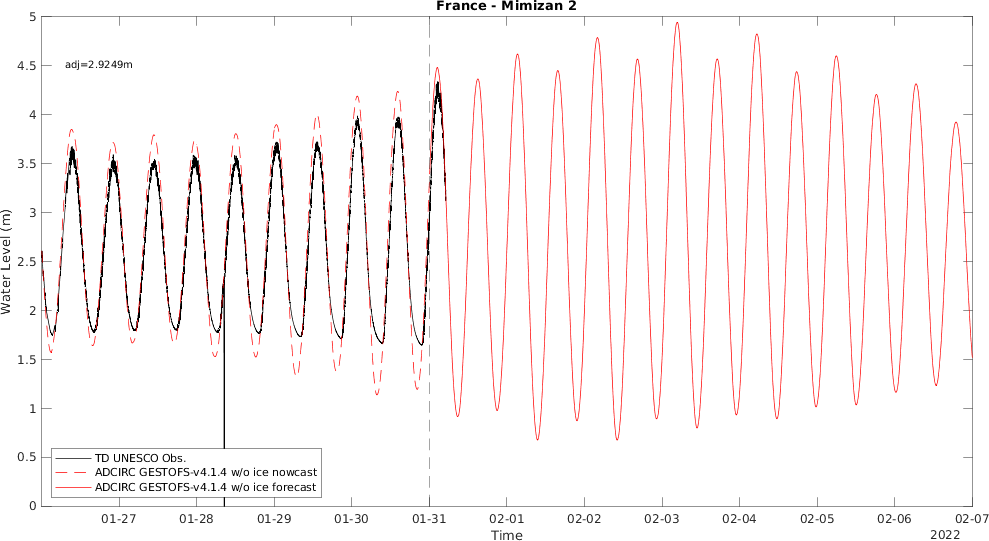 France - Mimizan 2
adj=2.9249m
5
4.5
4
3.5
3
2.5
2
1.5
1
0.5
0
Water Level (m)
TD UNESCO Obs.
ADCIRC GESTOFS-v4.1.4 w/o ice nowcast
ADCIRC GESTOFS-v4.1.4 w/o ice forecast
01-27 01-28 01-29 01-30 01-31 02-01 02-02 02-03 02-04 02-05 02-06 02-07
Time
2022